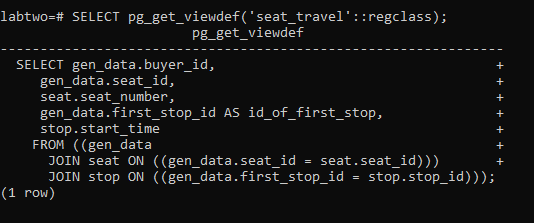 labtwo=# SELECT pg_get_viewdef('seat_travel'::regclass);
                        pg_get_viewdef
--------------------------------------------------------------
  SELECT gen_data.buyer_id,                                  +
     gen_data.seat_id,                                       +
     seat.seat_number,                                       +
     gen_data.first_stop_id AS id_of_first_stop,             +
     stop.start_time                                         +
    FROM ((gen_data                                          +
      JOIN seat ON ((gen_data.seat_id = seat.seat_id)))      +
      JOIN stop ON ((gen_data.first_stop_id = stop.stop_id)));
(1 row)